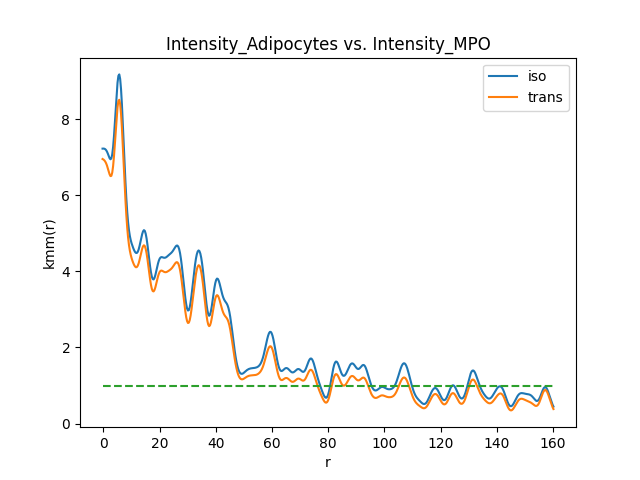 Intensity_Adipocytes vs. Intensity_MPO
iso
trans
kmm(r)
8
6
4
2
0
0 20 40 60 80 100 120 140 160
r